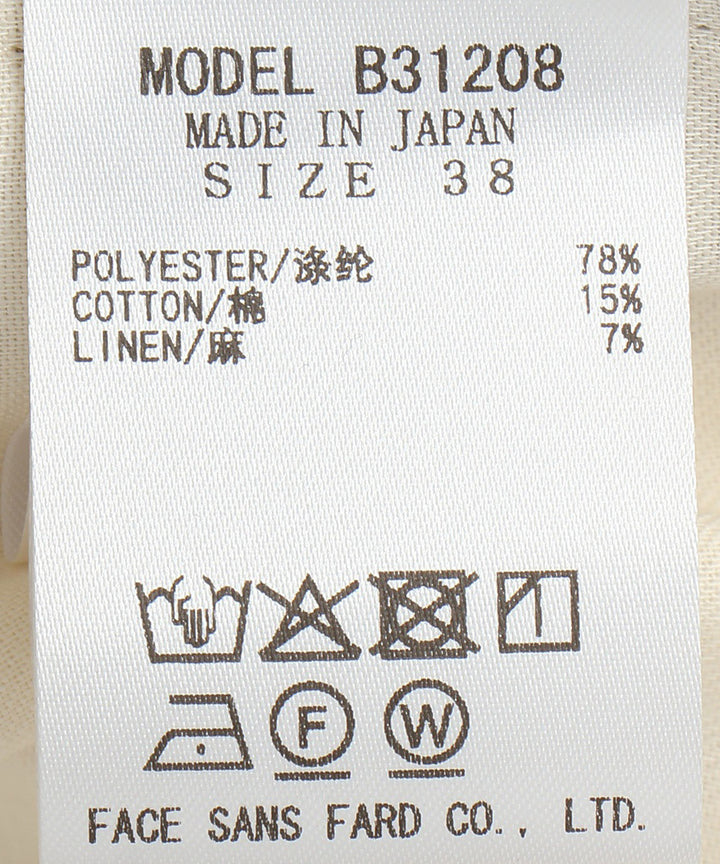 MODEL B31208
MADE IN JAPAN
SIZE 38
POLYESTER/涤纶 78%
COTTON/棉 15%
LINEN/麻 7%
F W
FACE SANS FARD CO., LTD.